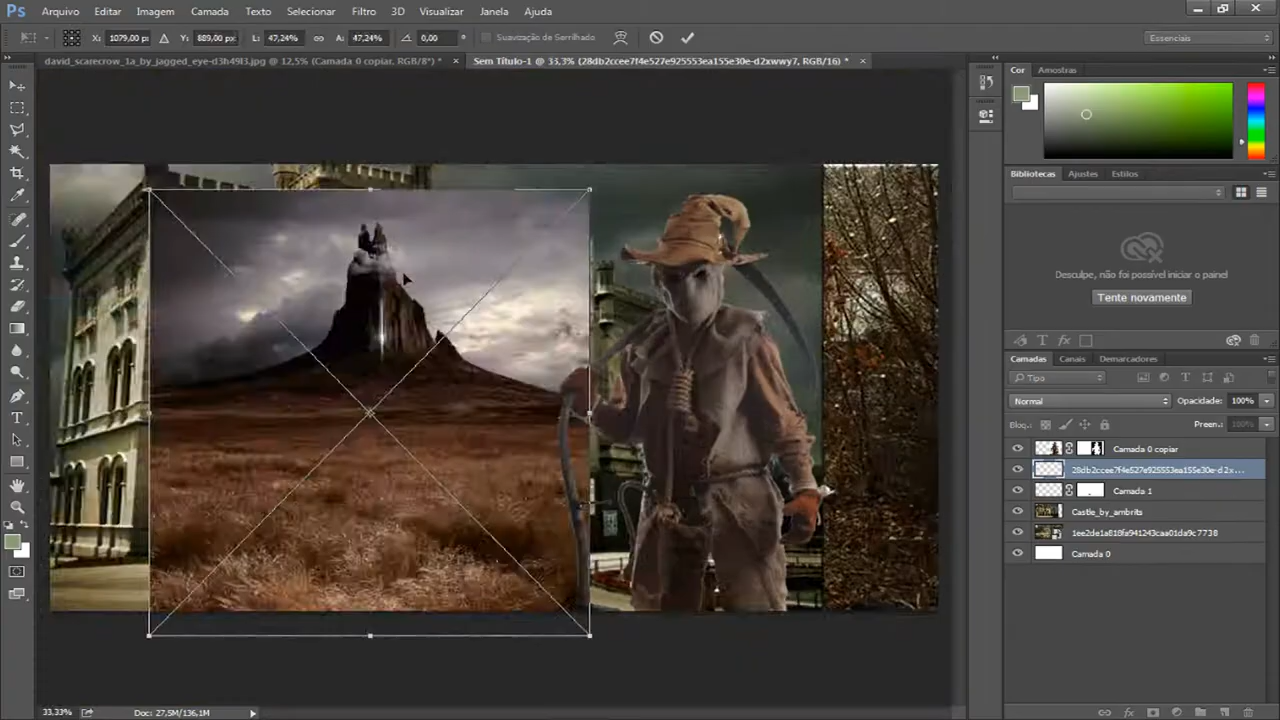 Ps Arquivo Editar Imagem Camada Texto Selecionar Filtro 3D Visualizar Janela Ajuda
X: 1079,00 px Y: 889,00 px L: 47,24% A: 47,24% 0,00 ° Suavização de Serrilhado Essenciais
david_scarecrow_1a_by_jagged_eye-d3h49l3.jpg @ 12,5% (Camada 0 copiar, RGB/8*) * × Sem Título-1 @ 33,3% (28db2ccee7f4e527e925553ea155e30e-d2xwwy7, RGB/16) * ×
Cor Amostras
Bibliotecas Ajustes Estilos
Desculpe, não foi possível iniciar o painel
Tente novamente
Camadas Canais Demarcadores
Tipo
Normal Opacidade: 100%
Bloq.: Preen.: 100%
Camada 0 copiar
28db2ccee7f4e527e925553ea155e30e-d2x...
Camada 1
Castle_by_ambrits
1ee2de1a818fa941243caa01da9c7738
Camada 0
33,33% Doc: 27,5M/136,1M